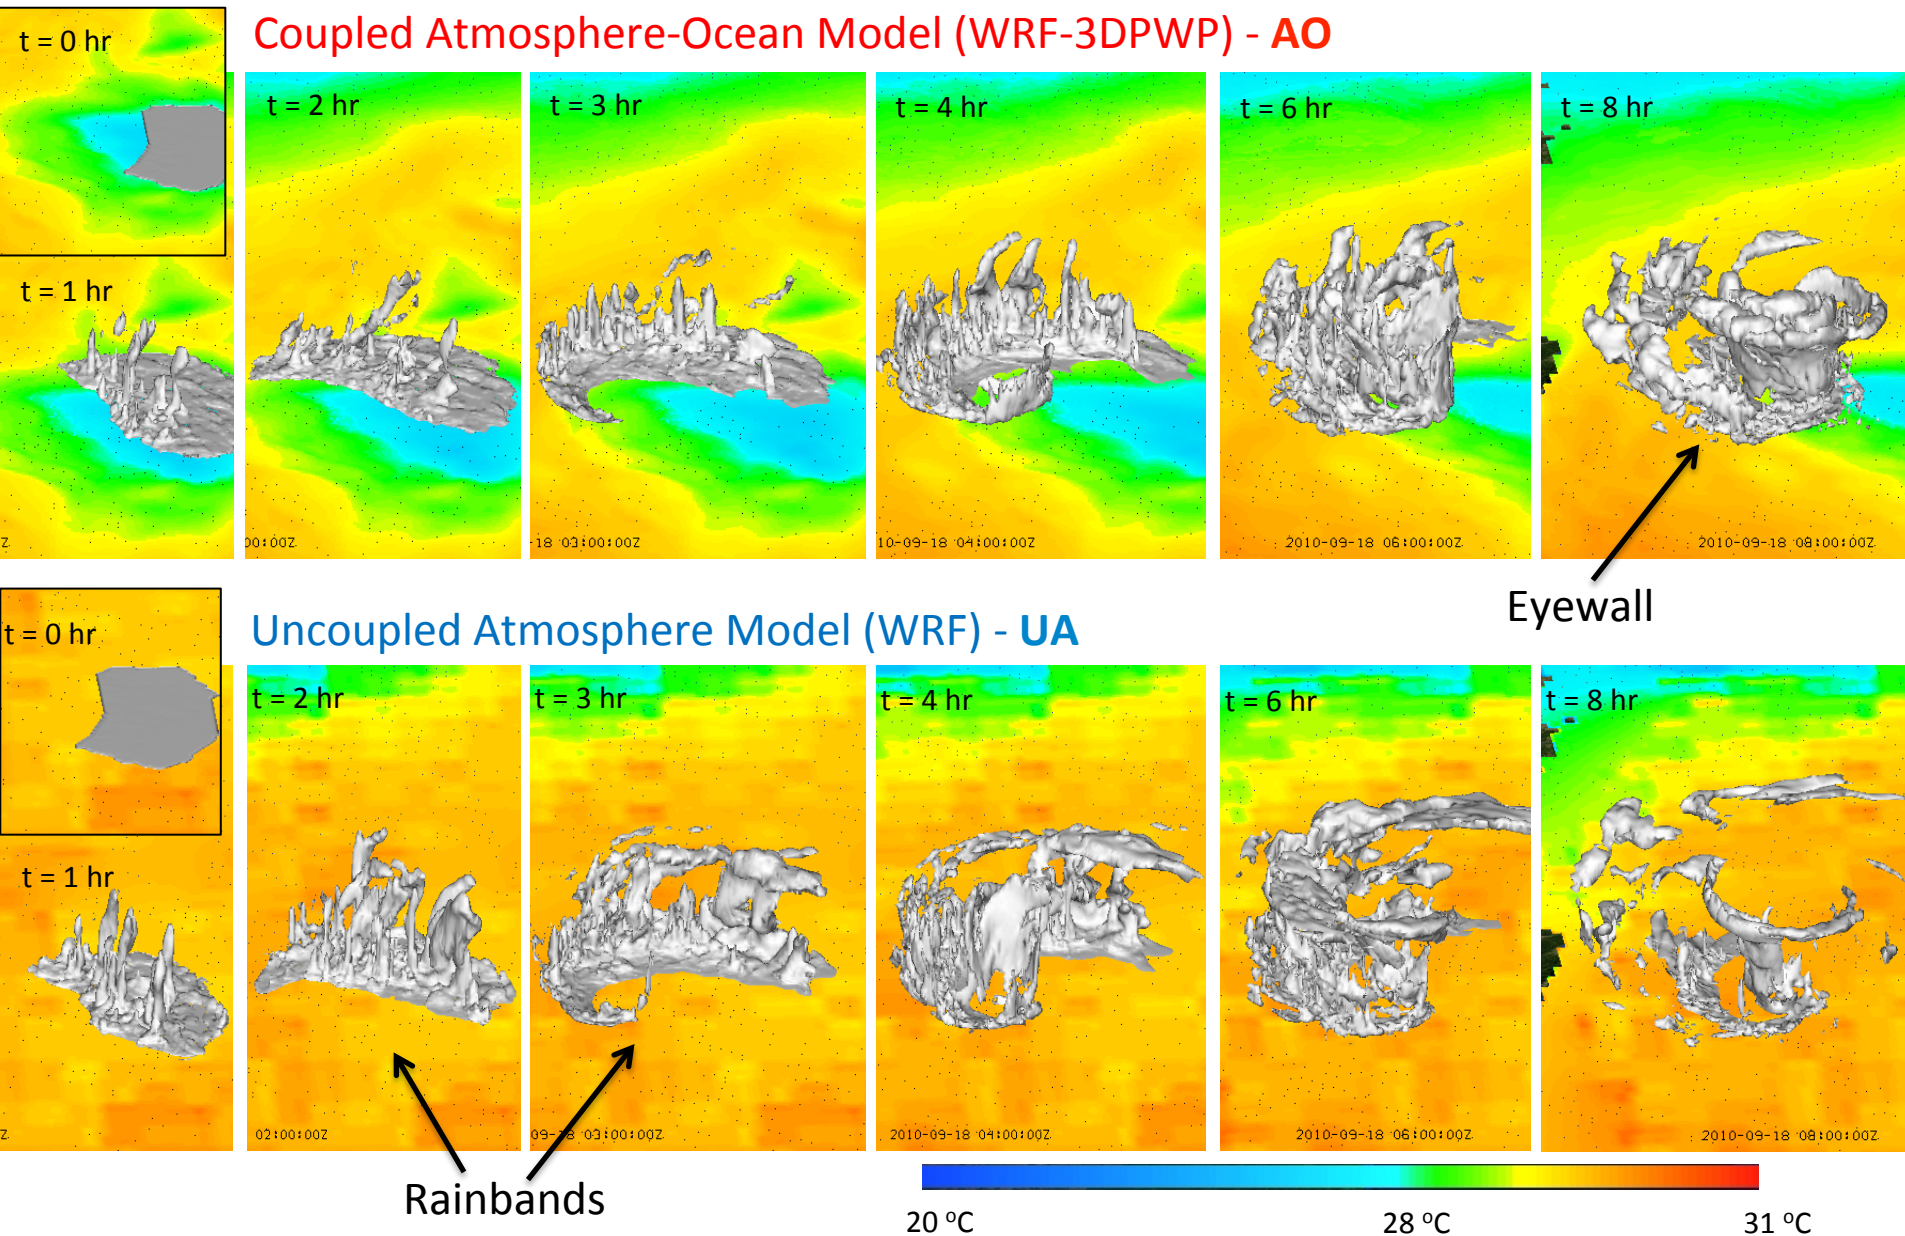 Coupled Atmosphere-Ocean Model (WRF-3DPWP) - AO
t = 0 hr
t = 1 hr
t = 2 hr
t = 3 hr
t = 4 hr
t = 6 hr
t = 8 hr
Z
00:00Z
-18 03:00:00Z
10-09-18 04:00:00Z
2010-09-18 06:00:00Z
2010-09-18 08:00:00Z
Eyewall
Uncoupled Atmosphere Model (WRF) - UA
t = 0 hr
t = 1 hr
t = 2 hr
t = 3 hr
t = 4 hr
t = 6 hr
t = 8 hr
Z
02:00:00Z
09-18 03:00:00Z
2010-09-18 04:00:00Z
2010-09-18 06:00:00Z
2010-09-18 08:00:00Z
Rainbands
20 °C
28 °C
31 °C